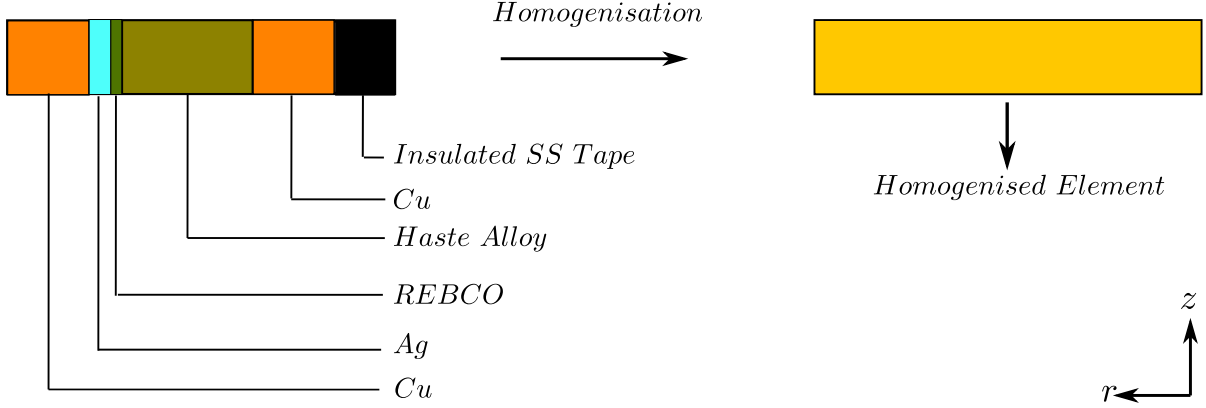 Homogenisation
Insulated SS Tape
Cu
Haste Alloy
REBCO
Ag
Cu
Homogenised Element
z
r